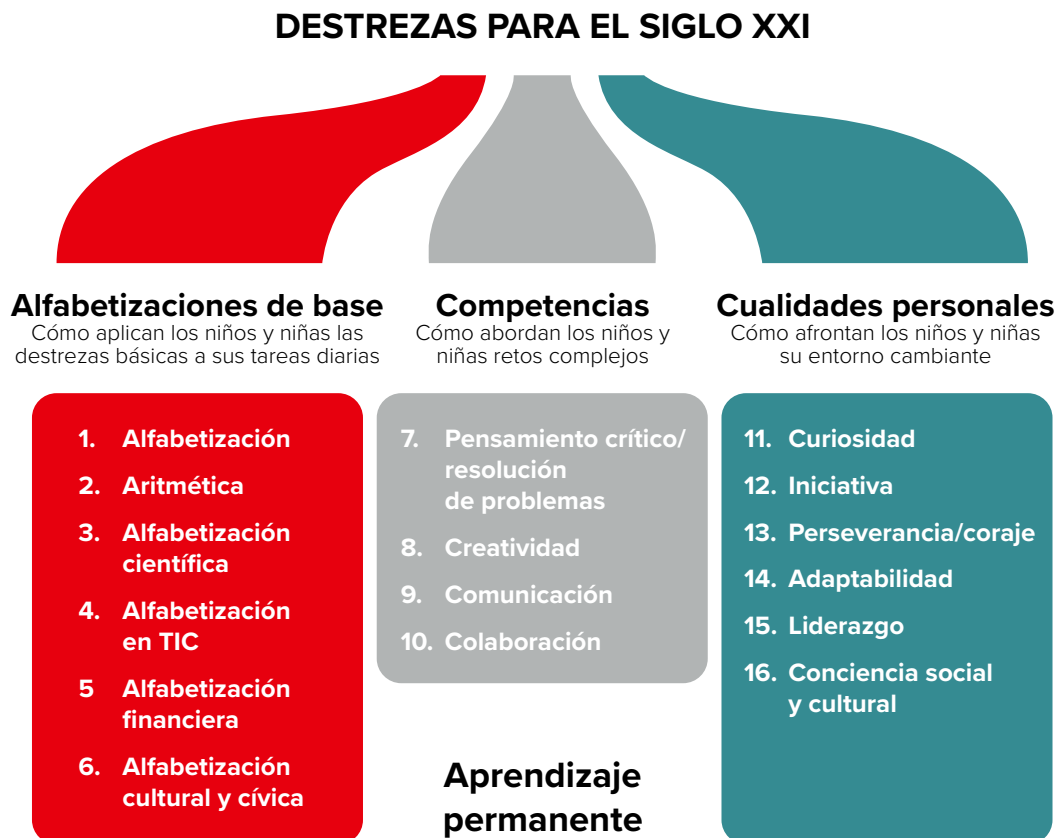 DESTREZAS PARA EL SIGLO XXI
Alfabetizaciones de base
Cómo aplican los niños y niñas las
destrezas básicas a sus tareas diarias
1. Alfabetización
2. Aritmética
3. Alfabetización
científica
4. Alfabetización
en TIC
5 Alfabetización
financiera
6. Alfabetización
cultural y cívica
Competencias
Cómo abordan los niños y
niñas retos complejos
7. Pensamiento crítico/
resolución
de problemas
8. Creatividad
9. Comunicación
10. Colaboración
Cualidades personales
Cómo afrontan los niños y niñas
su entorno cambiante
11. Curiosidad
12. Iniciativa
13. Perseverancia/coraje
14. Adaptabilidad
15. Liderazgo
16. Conciencia social
y cultural
Aprendizaje
permanente